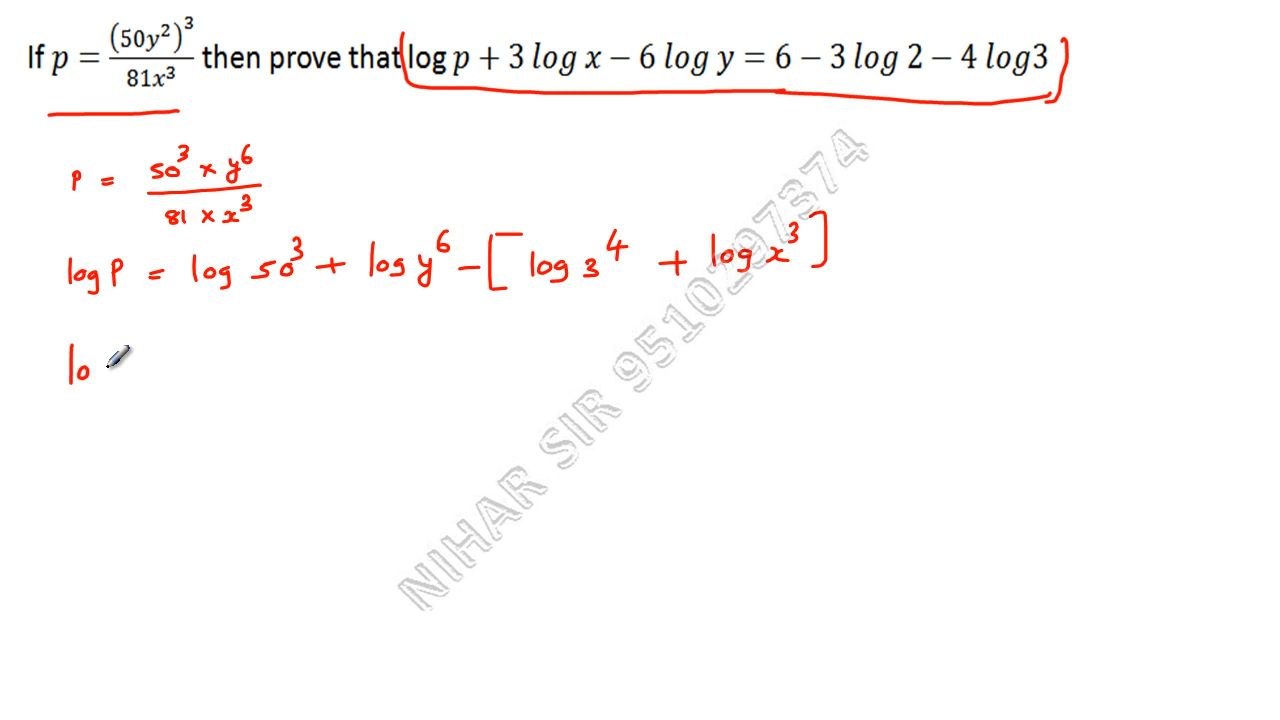 If p = (50y²)³ / 81x³ then prove that log p + 3 log x − 6 log y = 6 − 3 log 2 − 4 log3
P = 50³ × y⁶ / 81 × x³
log P = log 50³ + log y⁶ − [ log 3⁴ + log x³ ]
lo
NIHAR SIR 9510297374